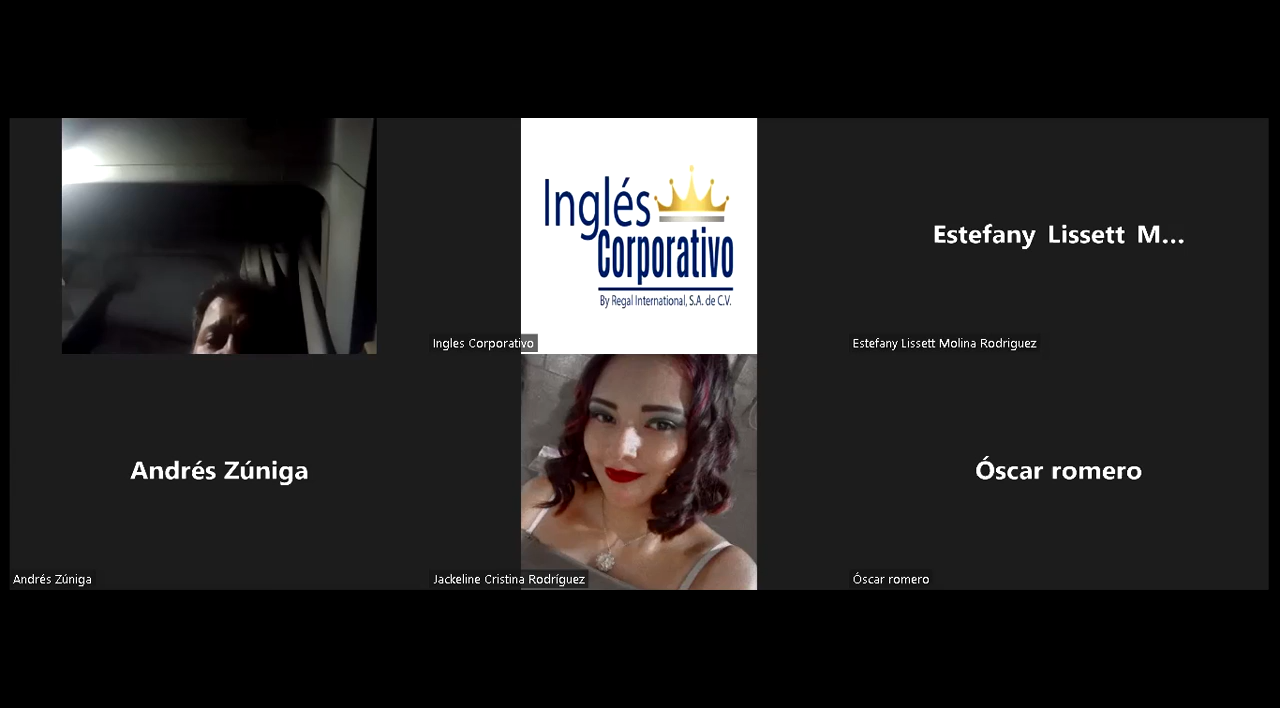 Inglés
Corporativo
By Regal International, S.A. de C.V.
Estefany Lissett M...
Ingles Corporativo
Estefany Lissett Molina Rodriguez
Andrés Zúniga
Óscar romero
Andrés Zúniga
Jackeline Cristina Rodríguez
Óscar romero